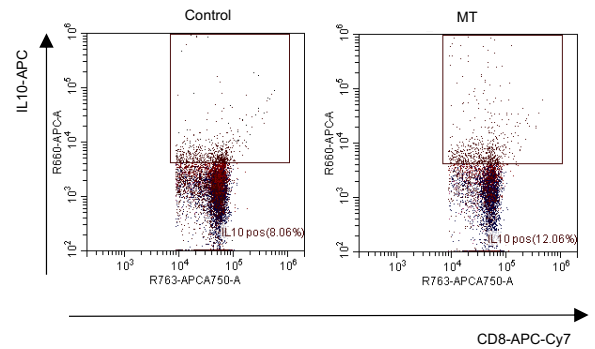 Control
MT
IL10-APC
R660-APC-A
10^6
10^5
10^4
10^3
10^2
IL10 pos(8.06%)
10^3
10^4
10^5
10^6
R763-APCA750-A
R660-APC-A
10^6
10^5
10^4
10^3
10^2
IL10 pos(12.06%)
10^3
10^4
10^5
10^6
R763-APCA750-A
CD8-APC-Cy7